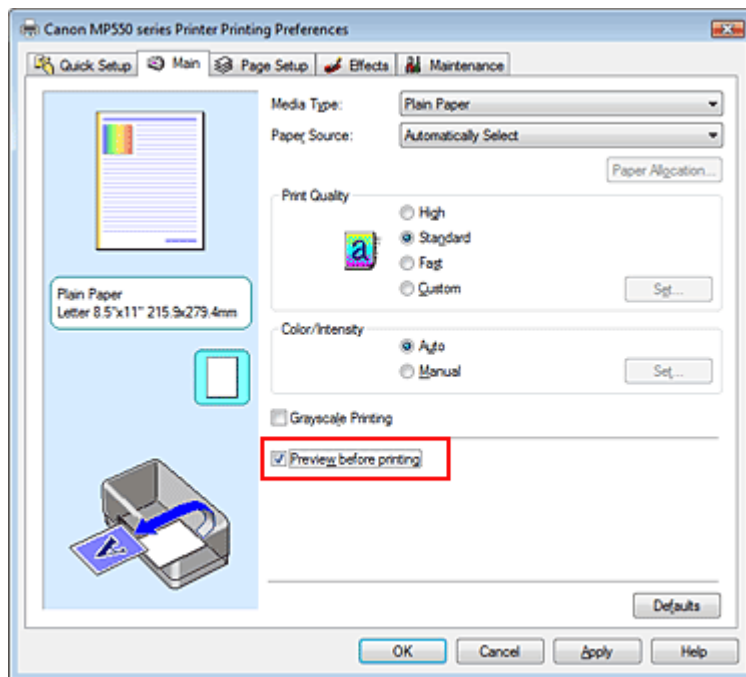 Canon MP550 series Printer Printing Preferences
Quick Setup
Main
Page Setup
Effects
Maintenance
Media Type:
Plain Paper
Paper Source:
Automatically Select
Paper Allocation...
Print Quality
High
Standard
Fast
Custom
Set...
a
Plain Paper
Letter 8.5"x11" 215.9x279.4mm
Color/Intensity
Auto
Manual
Set...
Grayscale Printing
Preview before printing
A
Defaults
OK
Cancel
Apply
Help